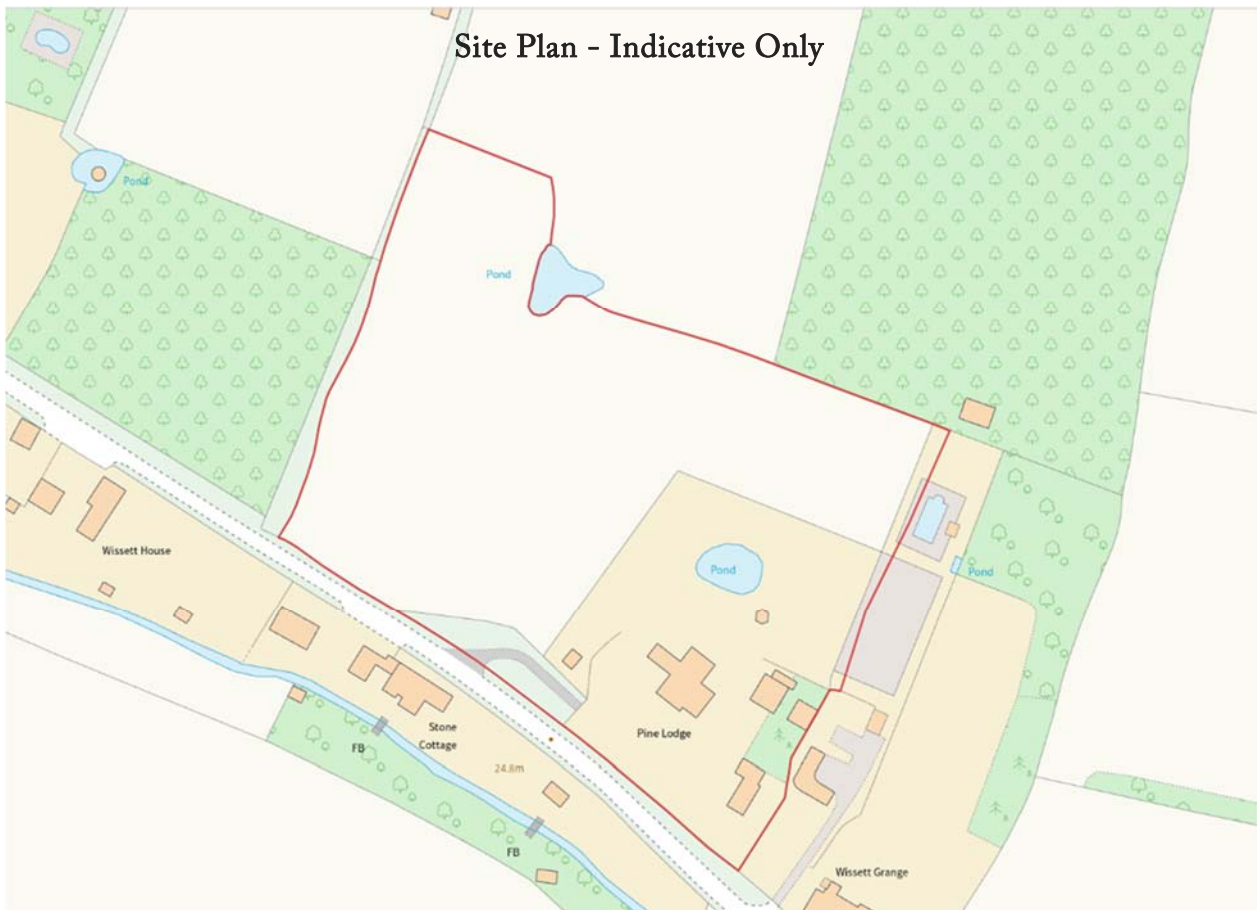 Site Plan - Indicative Only
Pond
Pond
Wissett House
Pond
Pond
Stone
Cottage
Pine Lodge
FB
24.8m
FB
Wissett Grange